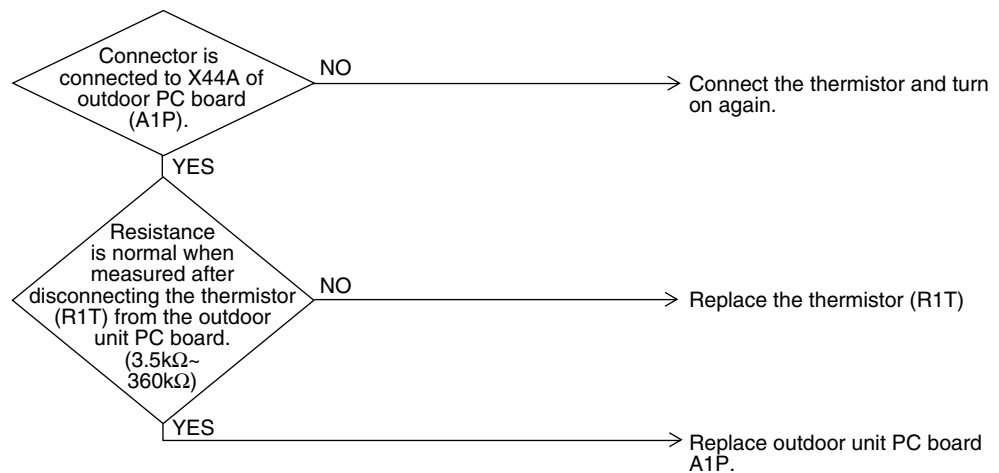 Connector is
connected to X44A of
outdoor PC board
(A1P).
NO
Connect the thermistor and turn
on again.
YES
Resistance
is normal when
measured after
disconnecting the thermistor
(R1T) from the outdoor
unit PC board.
(3.5kΩ~
360kΩ)
NO
Replace the thermistor (R1T)
YES
Replace outdoor unit PC board
A1P.